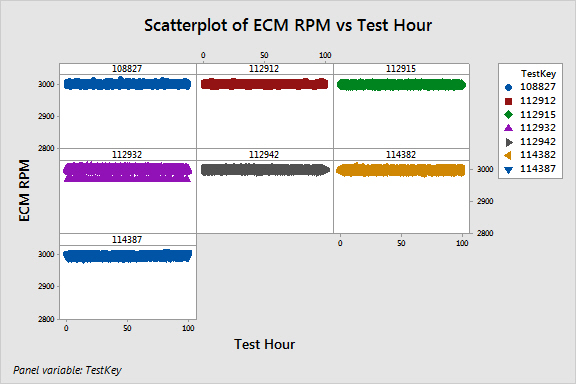 Scatterplot of ECM RPM vs Test Hour
0 50 100
108827 112912 112915
3000
2900
2800
112932 112942 114382
3000
2900
2800
0 50 100
114387
3000
2900
2800
0 50 100
ECM RPM
Test Hour
TestKey
108827
112912
112915
112932
112942
114382
114387
Panel variable: TestKey